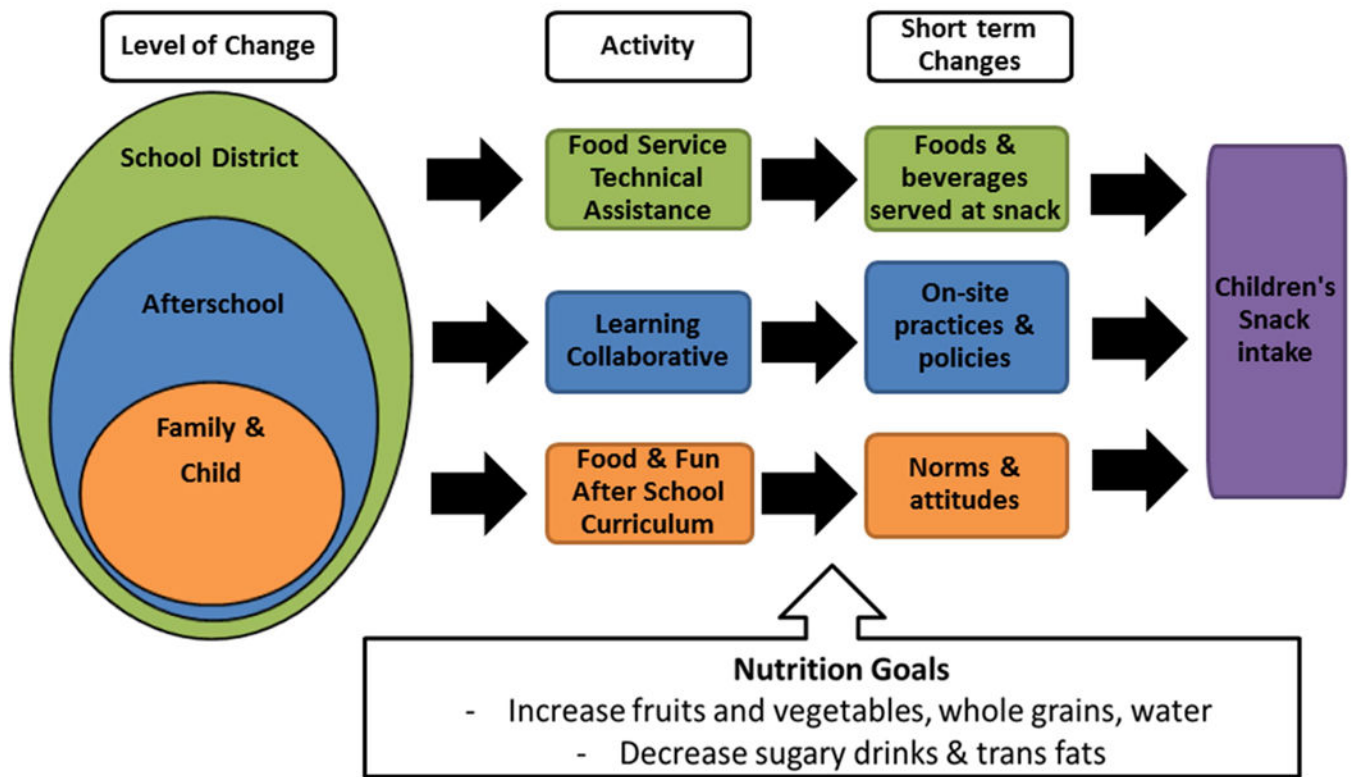 Level of Change
Activity
Short term
Changes
School District
Afterschool
Family &
Child
Food Service
Technical
Assistance
Foods &
beverages
served at snack
Learning
Collaborative
On-site
practices &
policies
Food & Fun
After School
Curriculum
Norms &
attitudes
Children's
Snack
intake
Nutrition Goals
- Increase fruits and vegetables, whole grains, water
- Decrease sugary drinks & trans fats